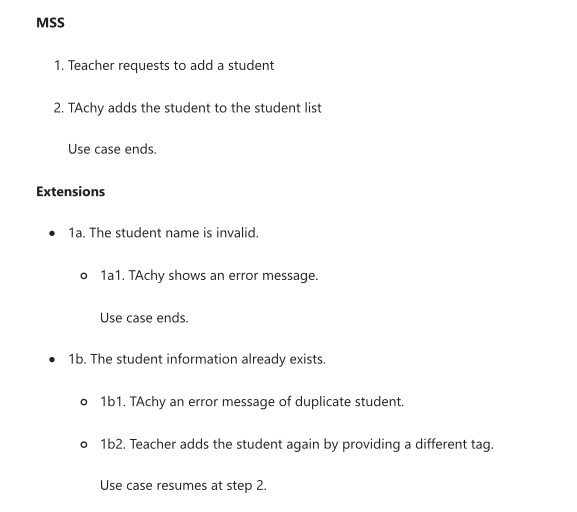 MSS
1. Teacher requests to add a student
2. TAchy adds the student to the student list
Use case ends.
Extensions
• 1a. The student name is invalid.
○ 1a1. TAchy shows an error message.
Use case ends.
• 1b. The student information already exists.
○ 1b1. TAchy an error message of duplicate student.
○ 1b2. Teacher adds the student again by providing a different tag.
Use case resumes at step 2.